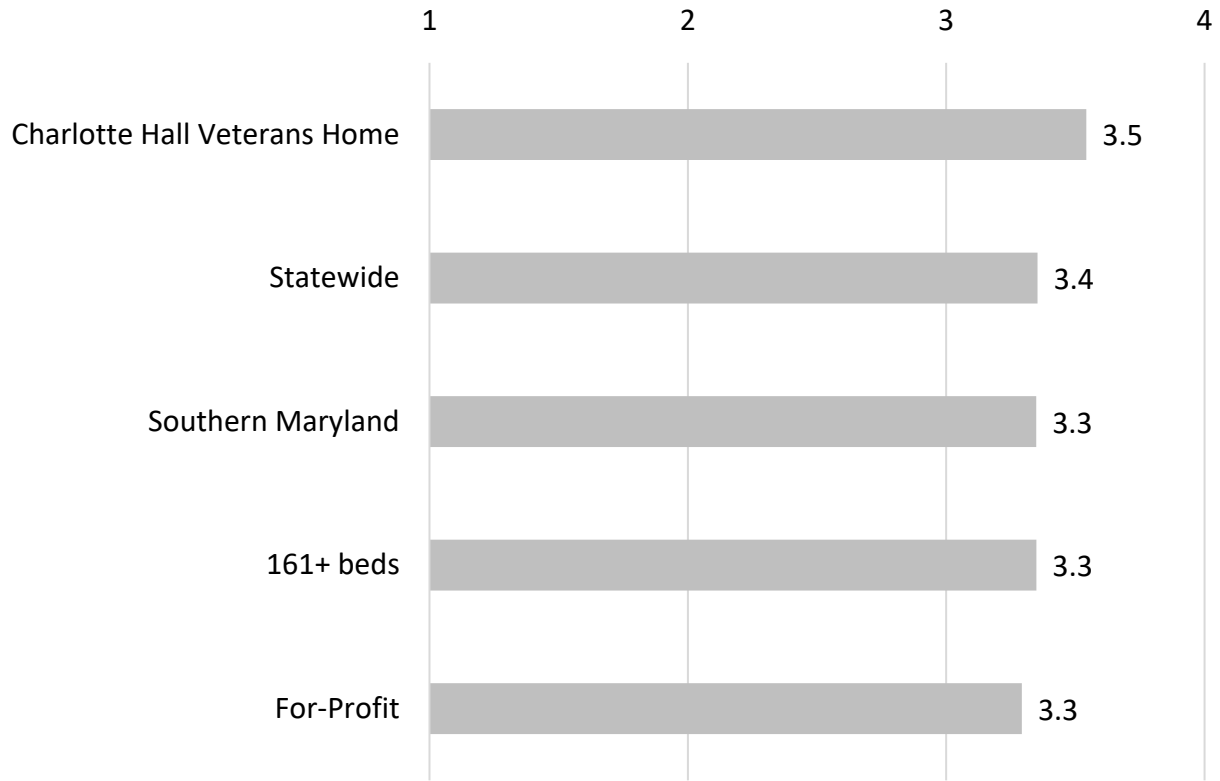 1 2 3 4
Charlotte Hall Veterans Home 3.5
Statewide 3.4
Southern Maryland 3.3
161+ beds 3.3
For-Profit 3.3